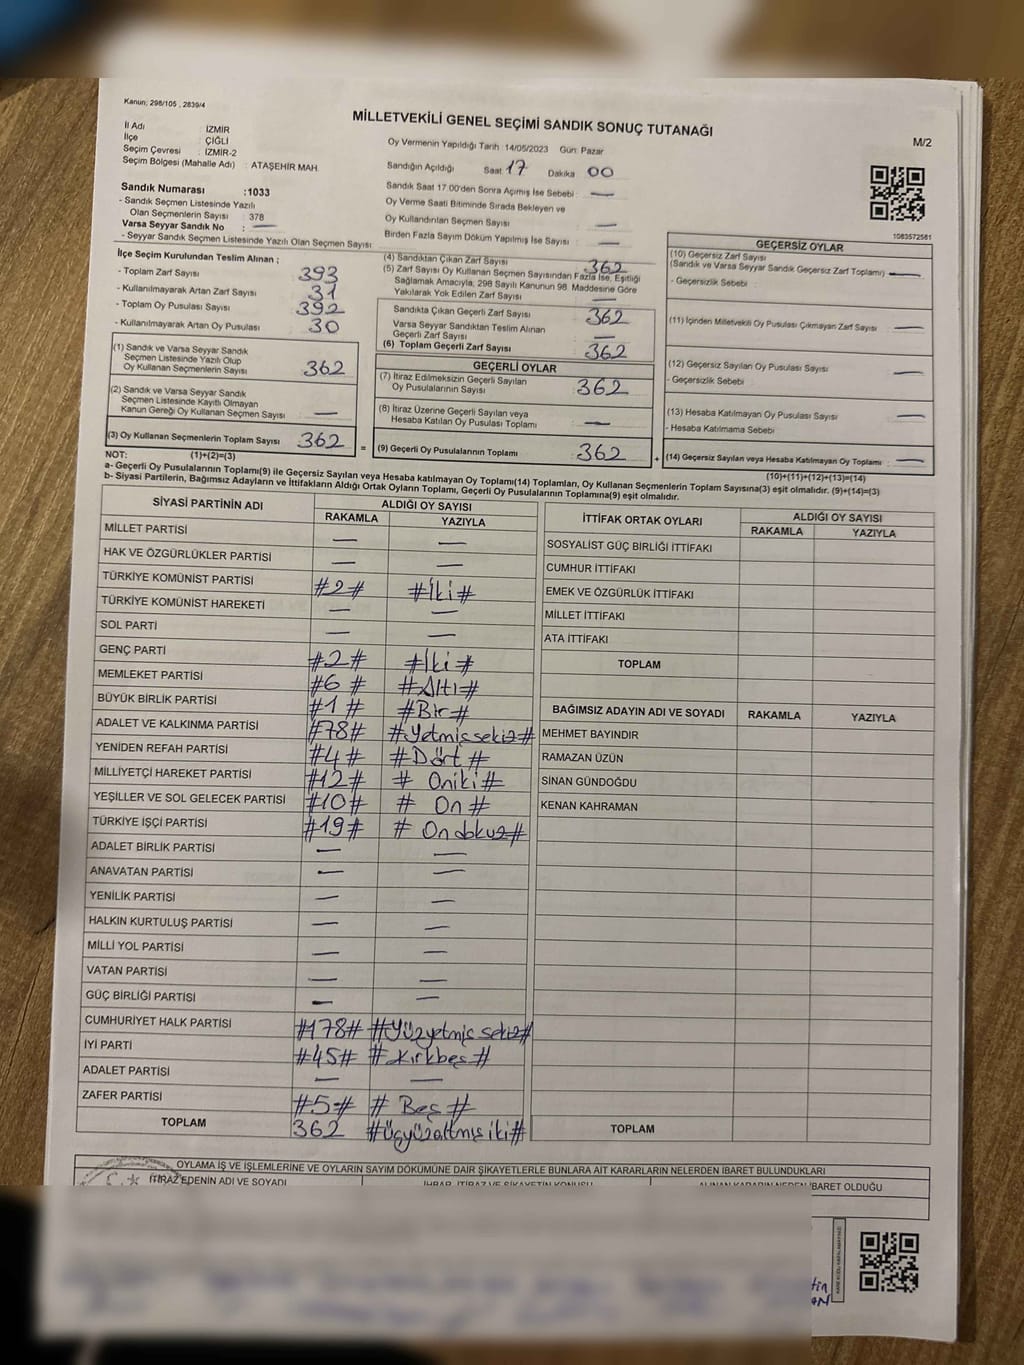 Kanun; 298/105 , 2839/4
MİLLETVEKİLİ GENEL SEÇİMİ SANDIK SONUÇ TUTANAĞI
M/2
İl Adı : İZMİR
İlçe : ÇİĞLİ
Seçim Çevresi : İZMİR-2
Seçim Bölgesi (Mahalle Adı) : ATAŞEHİR MAH.
Oy Vermenin Yapıldığı Tarih :14/05/2023 Gün: Pazar
Sandığın Açıldığı Saat 17 Dakika 00
Sandık Saat 17.00'den Sonra Açılmış İse Sebebi : —
Oy Verme Saati Bitiminde Sırada Bekleyen ve
Oy Kullandırılan Seçmen Sayısı : —
Birden Fazla Sayım Döküm Yapılmış İse Sayısı : —
Sandık Numarası :1033
- Sandık Seçmen Listesinde Yazılı
Olan Seçmenlerin Sayısı : 378
Varsa Seyyar Sandık No : —
- Seyyar Sandık Seçmen Listesinde Yazılı Olan Seçmen Sayısı:
1083572581
İlçe Seçim Kurulundan Teslim Alınan ;
- Toplam Zarf Sayısı : 393
- Kullanılmayarak Artan Zarf Sayısı : 31
- Toplam Oy Pusulası Sayısı : 392
- Kullanılmayarak Artan Oy Pusulası : 30
(1) Sandık ve Varsa Seyyar Sandık
Seçmen Listesinde Yazılı Olup
Oy Kullanan Seçmenlerin Sayısı : 362
(2) Sandık ve Varsa Seyyar Sandık
Seçmen Listesinde Kayıtlı Olmayan
Kanun Gereği Oy Kullanan Seçmen Sayısı : —
(3) Oy Kullanan Seçmenlerin Toplam Sayısı : 362
(4) Sandıktan Çıkan Zarf Sayısı : 362
(5) Zarf Sayısı Oy Kullanan Seçmen Sayısından Fazla İse, Eşitliği
Sağlamak Amacıyla, 298 Sayılı Kanunun 98. Maddesine Göre
Yakılarak Yok Edilen Zarf Sayısı : —
Sandıkta Çıkan Geçerli Zarf Sayısı : 362
Varsa Seyyar Sandıktan Teslim Alınan
Geçerli Zarf Sayısı : —
(6) Toplam Geçerli Zarf Sayısı : 362
GEÇERLİ OYLAR
(7) İtiraz Edilmeksizin Geçerli Sayılan
Oy Pusulalarının Sayısı : 362
(8) İtiraz Üzerine Geçerli Sayılan veya
Hesaba Katılan Oy Pusulası Toplamı : —
= (9) Geçerli Oy Pusulalarının Toplamı : 362 +
GEÇERSİZ OYLAR
(10) Geçersiz Zarf Sayısı
(Sandık ve Varsa Seyyar Sandık Geçersiz Zarf Toplamı) : —
- Geçersizlik Sebebi :
(11) İçinden Milletvekili Oy Pusulası Çıkmayan Zarf Sayısı : —
(12) Geçersiz Sayılan Oy Pusulası Sayısı : —
- Geçersizlik Sebebi
(13) Hesaba Katılmayan Oy Pusulası Sayısı : —
- Hesaba Katılmama Sebebi
(14) Geçersiz Sayılan veya Hesaba Katılmayan Oy Toplamı : —
NOT: (1)+(2)=(3)
(10)+(11)+(12)+(13)=(14)
a- Geçerli Oy Pusulalarının Toplamı(9) ile Geçersiz Sayılan veya Hesaba katılmayan Oy Toplamı(14) Toplamları, Oy Kullanan Seçmenlerin Toplam Sayısına(3) eşit olmalıdır. (9)+(14)=(3)
b- Siyasi Partilerin, Bağımsız Adayların ve İttifakların Aldığı Ortak Oyların Toplamı, Geçerli Oy Pusulalarının Toplamına(9) eşit olmalıdır.
SİYASİ PARTİNİN ADI ALDIĞI OY SAYISI
RAKAMLA YAZIYLA
MİLLET PARTİSİ — —
HAK VE ÖZGÜRLÜKLER PARTİSİ — —
TÜRKİYE KOMÜNİST PARTİSİ #2# #İki#
TÜRKİYE KOMÜNİST HAREKETİ — —
SOL PARTİ — —
GENÇ PARTİ #2# #İki#
MEMLEKET PARTİSİ #6# #Altı#
BÜYÜK BİRLİK PARTİSİ #1# #Bir#
ADALET VE KALKINMA PARTİSİ #78# #Yetmişsekiz#
YENİDEN REFAH PARTİSİ #4# #Dört#
MİLLİYETÇİ HAREKET PARTİSİ #12# # Oniki #
YEŞİLLER VE SOL GELECEK PARTİSİ #10# # On #
TÜRKİYE İŞÇİ PARTİSİ #19# # Ondokuz#
ADALET BİRLİK PARTİSİ — —
ANAVATAN PARTİSİ — —
YENİLİK PARTİSİ — —
HALKIN KURTULUŞ PARTİSİ — —
MİLLİ YOL PARTİSİ — —
VATAN PARTİSİ — —
GÜÇ BİRLİĞİ PARTİSİ — —
CUMHURİYET HALK PARTİSİ #178# #Yüzyetmiş sekiz#
İYİ PARTİ #45# # Kırkbeş #
ADALET PARTİSİ — —
ZAFER PARTİSİ #5# # Beş #
TOPLAM 362 #Üçyüzaltmış iki#
İTTİFAK ORTAK OYLARI ALDIĞI OY SAYISI
RAKAMLA YAZIYLA
SOSYALİST GÜÇ BİRLİĞİ İTTİFAKI
CUMHUR İTTİFAKI
EMEK VE ÖZGÜRLÜK İTTİFAKI
MİLLET İTTİFAKI
ATA İTTİFAKI
TOPLAM
BAĞIMSIZ ADAYIN ADI VE SOYADI RAKAMLA YAZIYLA
MEHMET BAYINDIR
RAMAZAN ÜZÜN
SİNAN GÜNDOĞDU
KENAN KAHRAMAN
TOPLAM
OYLAMA İŞ VE İŞLEMLERİNE VE OYLARIN SAYIM DÖKÜMÜNE DAİR ŞİKAYETLERLE BUNLARA AİT KARARLARIN NELERDEN İBARET BULUNDUKLARI
İTİRAZ EDENİN ADI VE SOYADI İHBAR, İTİRAZ VE ŞİKAYETİN KONUSU ALINAN KARARIN NEDEN İBARET OLDUĞU